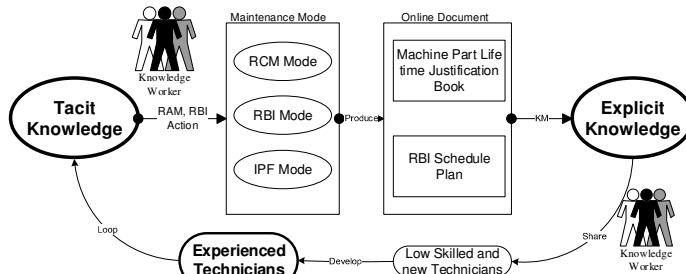 Maintenance Mode
Online Document
Knowledge
Worker
RCM Mode
Machine Part Life
time Justification
Book
Tacit
Knowledge
RAM, RBI
Action
RBI Mode
Produce
KM
Explicit
Knowledge
IPF Mode
RBI Schedule
Plan
Loop
Share
Experienced
Technicians
Develop
Low Skilled and
new Technicians
Knowledge
Worker